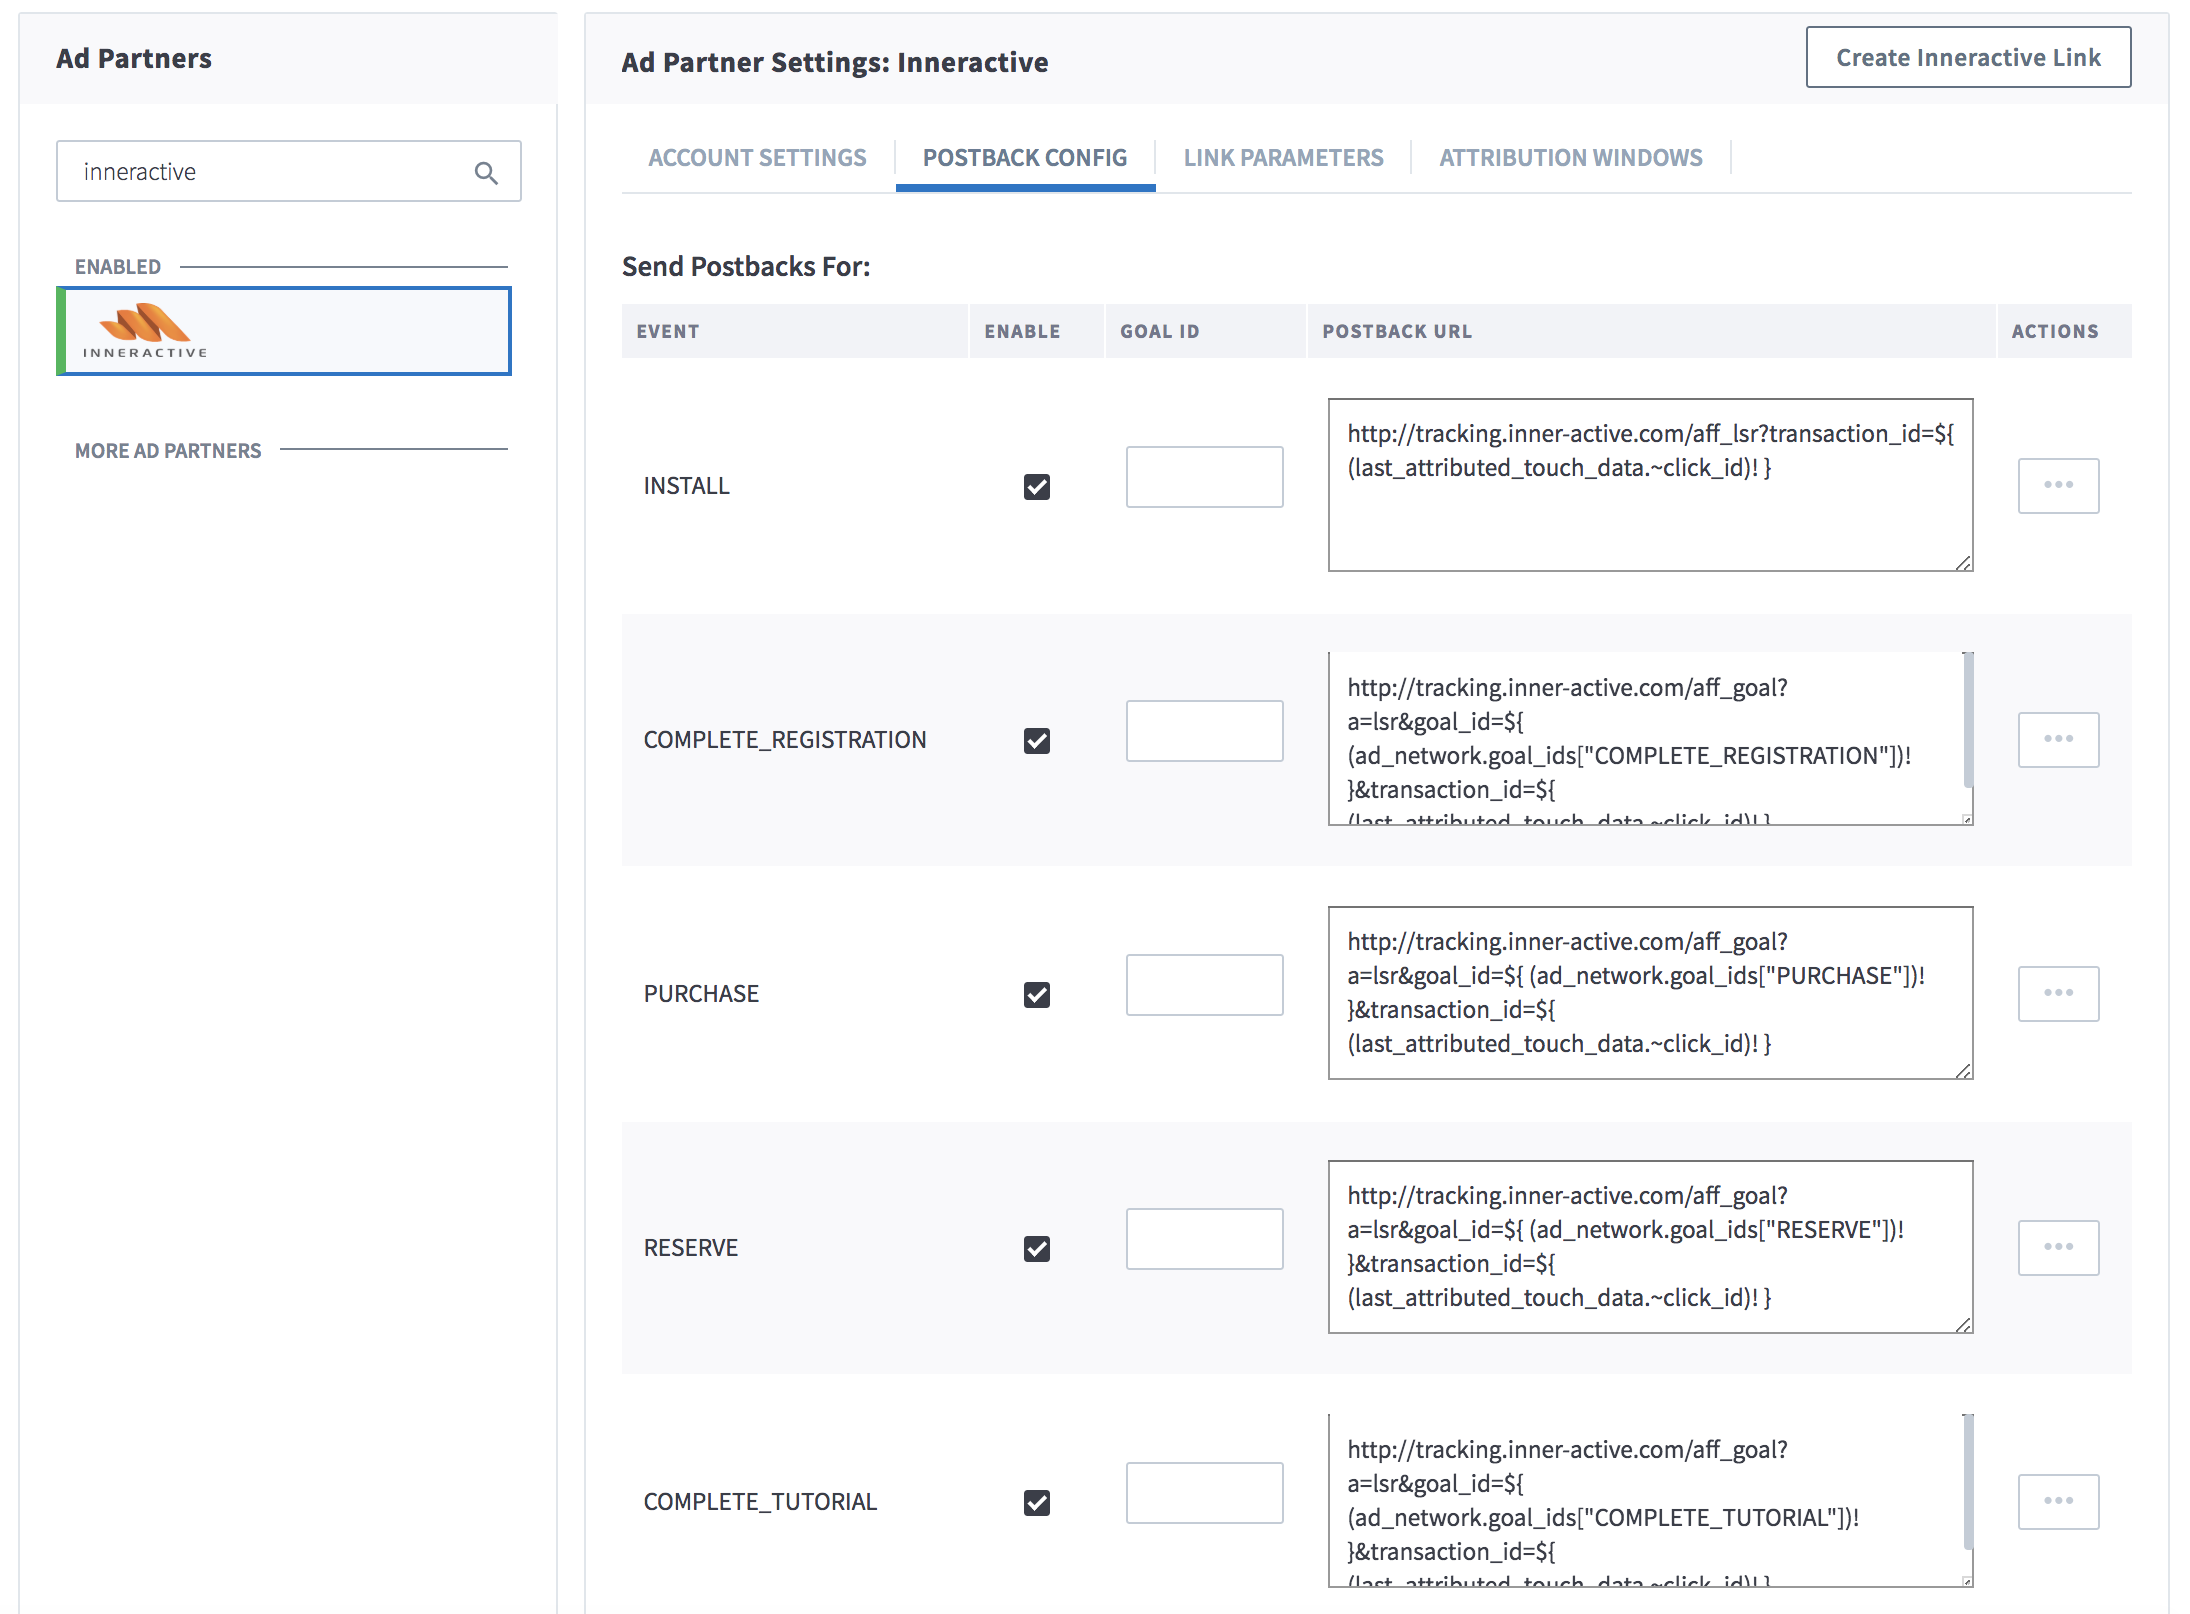 Ad Partners
inneractive
ENABLED
INNERACTIVE
MORE AD PARTNERS
Ad Partner Settings: Inneractive
Create Inneractive Link
ACCOUNT SETTINGS
POSTBACK CONFIG
LINK PARAMETERS
ATTRIBUTION WINDOWS
Send Postbacks For:
EVENT
ENABLE
GOAL ID
POSTBACK URL
ACTIONS
INSTALL
http://tracking.inner-active.com/aff_lsr?transaction_id=${
(last_attributed_touch_data.~click_id)! }
COMPLETE_REGISTRATION
http://tracking.inner-active.com/aff_goal?
a=lsr&goal_id=${
(ad_network.goal_ids["COMPLETE_REGISTRATION"])!
}&transaction_id=${
(last_attributed_touch_data.~click_id)! }
PURCHASE
http://tracking.inner-active.com/aff_goal?
a=lsr&goal_id=${ (ad_network.goal_ids["PURCHASE"])!
}&transaction_id=${
(last_attributed_touch_data.~click_id)! }
RESERVE
http://tracking.inner-active.com/aff_goal?
a=lsr&goal_id=${ (ad_network.goal_ids["RESERVE"])!
}&transaction_id=${
(last_attributed_touch_data.~click_id)! }
COMPLETE_TUTORIAL
http://tracking.inner-active.com/aff_goal?
a=lsr&goal_id=${
(ad_network.goal_ids["COMPLETE_TUTORIAL"])!
}&transaction_id=${
(last_attributed_touch_data.~click_id)! }